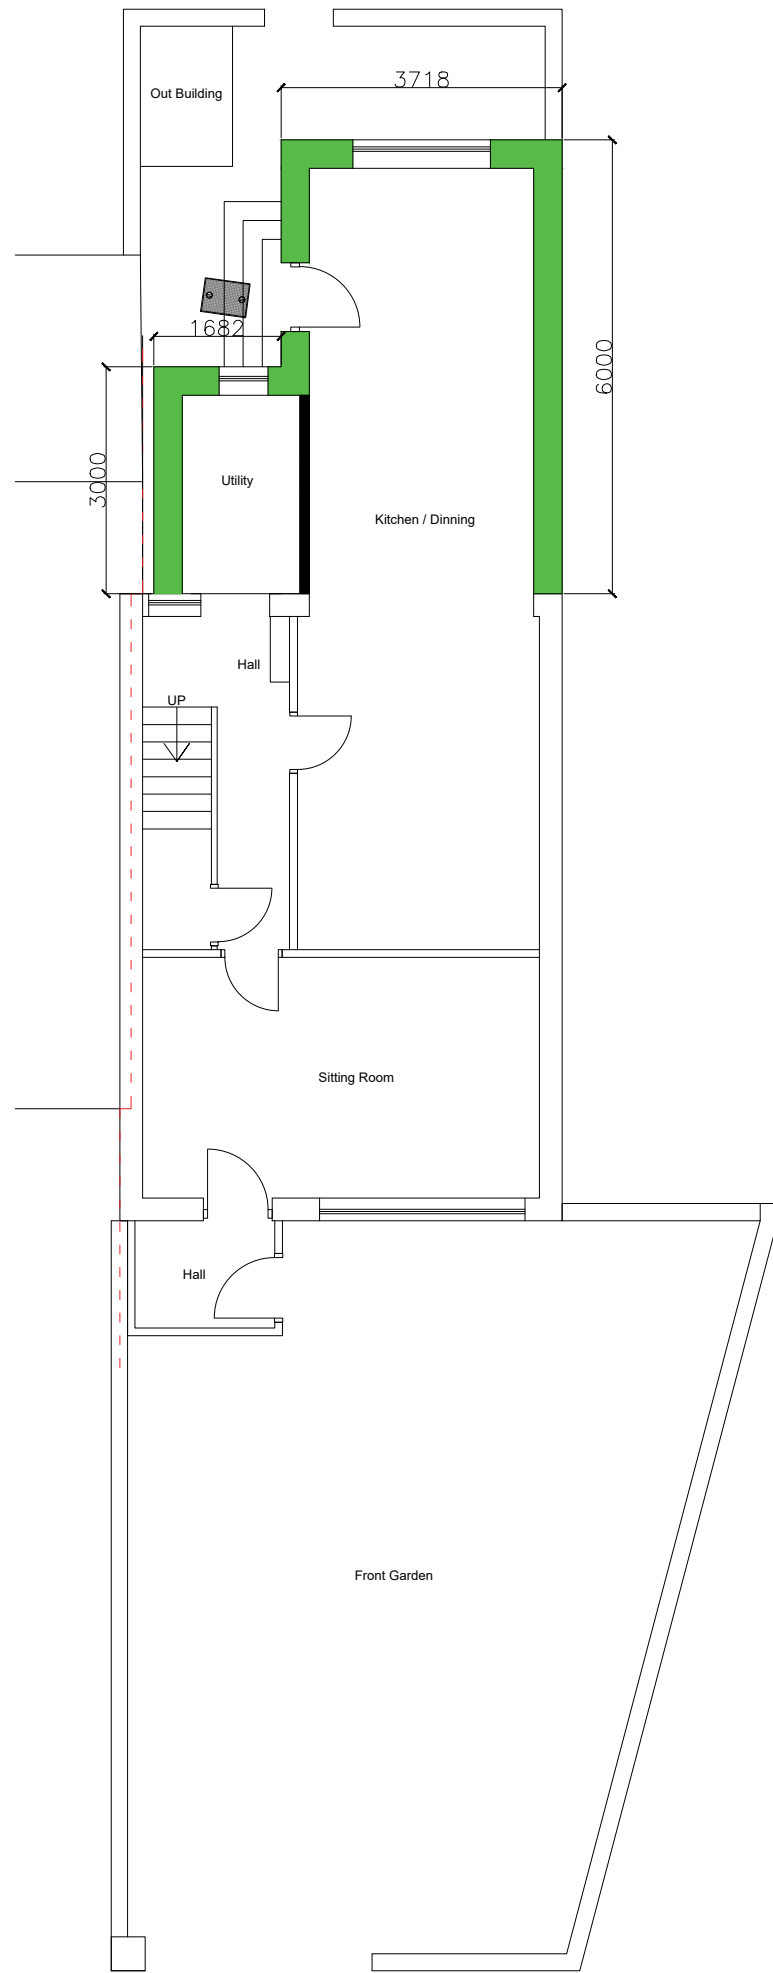 3718
Out Building
1682
6000
3000
Utility
Kitchen / Dinning
Hall
UP
Sitting Room
Hall
Front Garden